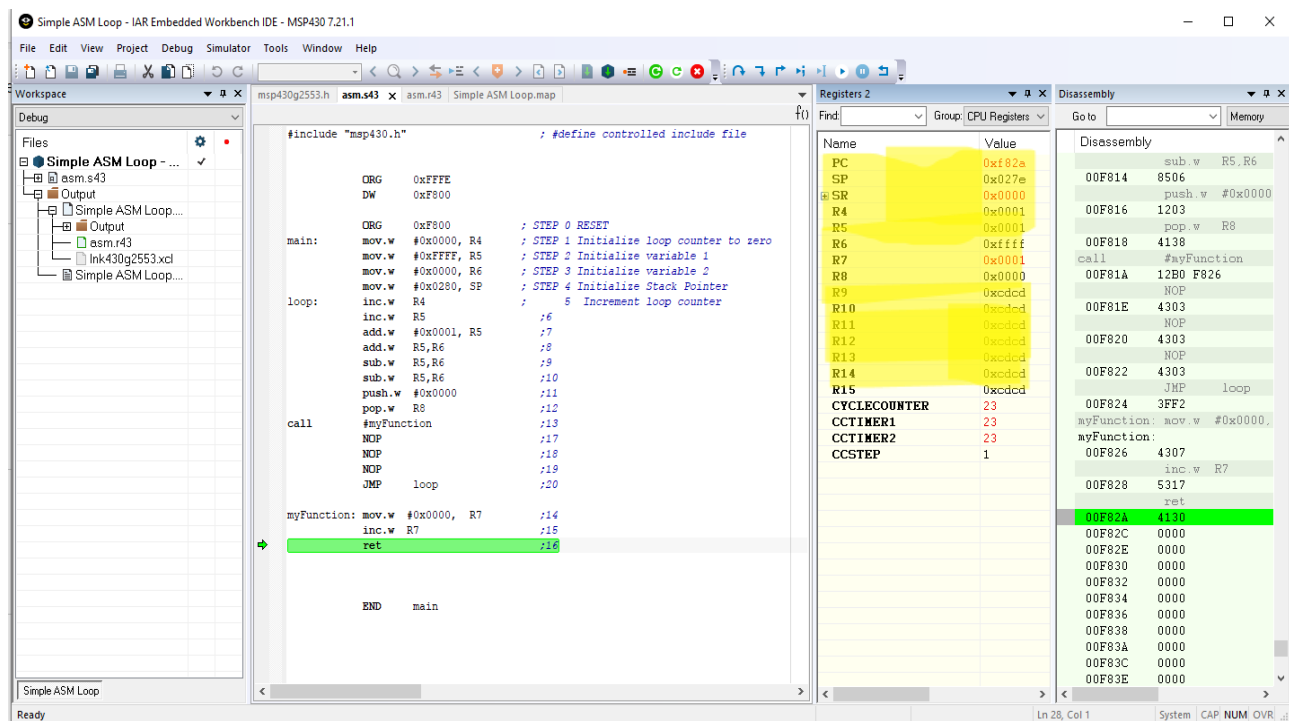 Simple ASM Loop - IAR Embedded Workbench IDE - MSP430 7.21.1
File Edit View Project Debug Simulator Tools Window Help
Workspace
Debug
Files
Simple ASM Loop - ...
asm.s43
Output
Simple ASM Loop....
Output
asm.r43
lnk430g2553.xcl
Simple ASM Loop....
Simple ASM Loop
msp430g2553.h asm.s43 asm.r43 Simple ASM Loop.map
f()
#include "msp430.h" ; #define controlled include file
ORG 0xFFFE
DW 0xF800
ORG 0xF800 ; STEP 0 RESET
main: mov.w #0x0000, R4 ; STEP 1 Initialize loop counter to zero
mov.w #0xFFFF, R5 ; STEP 2 Initialize variable 1
mov.w #0x0000, R6 ; STEP 3 Initialize variable 2
mov.w #0x0280, SP ; STEP 4 Initialize Stack Pointer
loop: inc.w R4 ; 5 Increment loop counter
inc.w R5 ;6
add.w #0x0001, R5 ;7
add.w R5,R6 ;8
sub.w R5,R6 ;9
sub.w R5,R6 ;10
push.w #0x0000 ;11
pop.w R8 ;12
call #myFunction ;13
NOP ;17
NOP ;18
NOP ;19
JMP loop ;20
myFunction: mov.w #0x0000, R7 ;14
inc.w R7 ;15
ret ;16
END main
Registers 2
Find: Group: CPU Registers
Name Value
PC 0xf82a
SP 0x027e
SR 0x0000
R4 0x0001
R5 0x0001
R6 0xffff
R7 0x0001
R8 0x0000
R9 0xcdcd
R10 0xcdcd
R11 0xcdcd
R12 0xcdcd
R13 0xcdcd
R14 0xcdcd
R15 0xcdcd
CYCLECOUNTER 23
CCTIMER1 23
CCTIMER2 23
CCSTEP 1
Disassembly
Go to Memory
Disassembly
sub.w R5,R6
00F814 8506
push.w #0x0000
00F816 1203
pop.w R8
00F818 4138
call #myFunction
00F81A 12B0 F826
NOP
00F81E 4303
NOP
00F820 4303
NOP
00F822 4303
JMP loop
00F824 3FF2
myFunction: mov.w #0x0000,
myFunction:
00F826 4307
inc.w R7
00F828 5317
ret
00F82A 4130
00F82C 0000
00F82E 0000
00F830 0000
00F832 0000
00F834 0000
00F836 0000
00F838 0000
00F83A 0000
00F83C 0000
00F83E 0000
Ready Ln 28, Col 1 System CAP NUM OVR